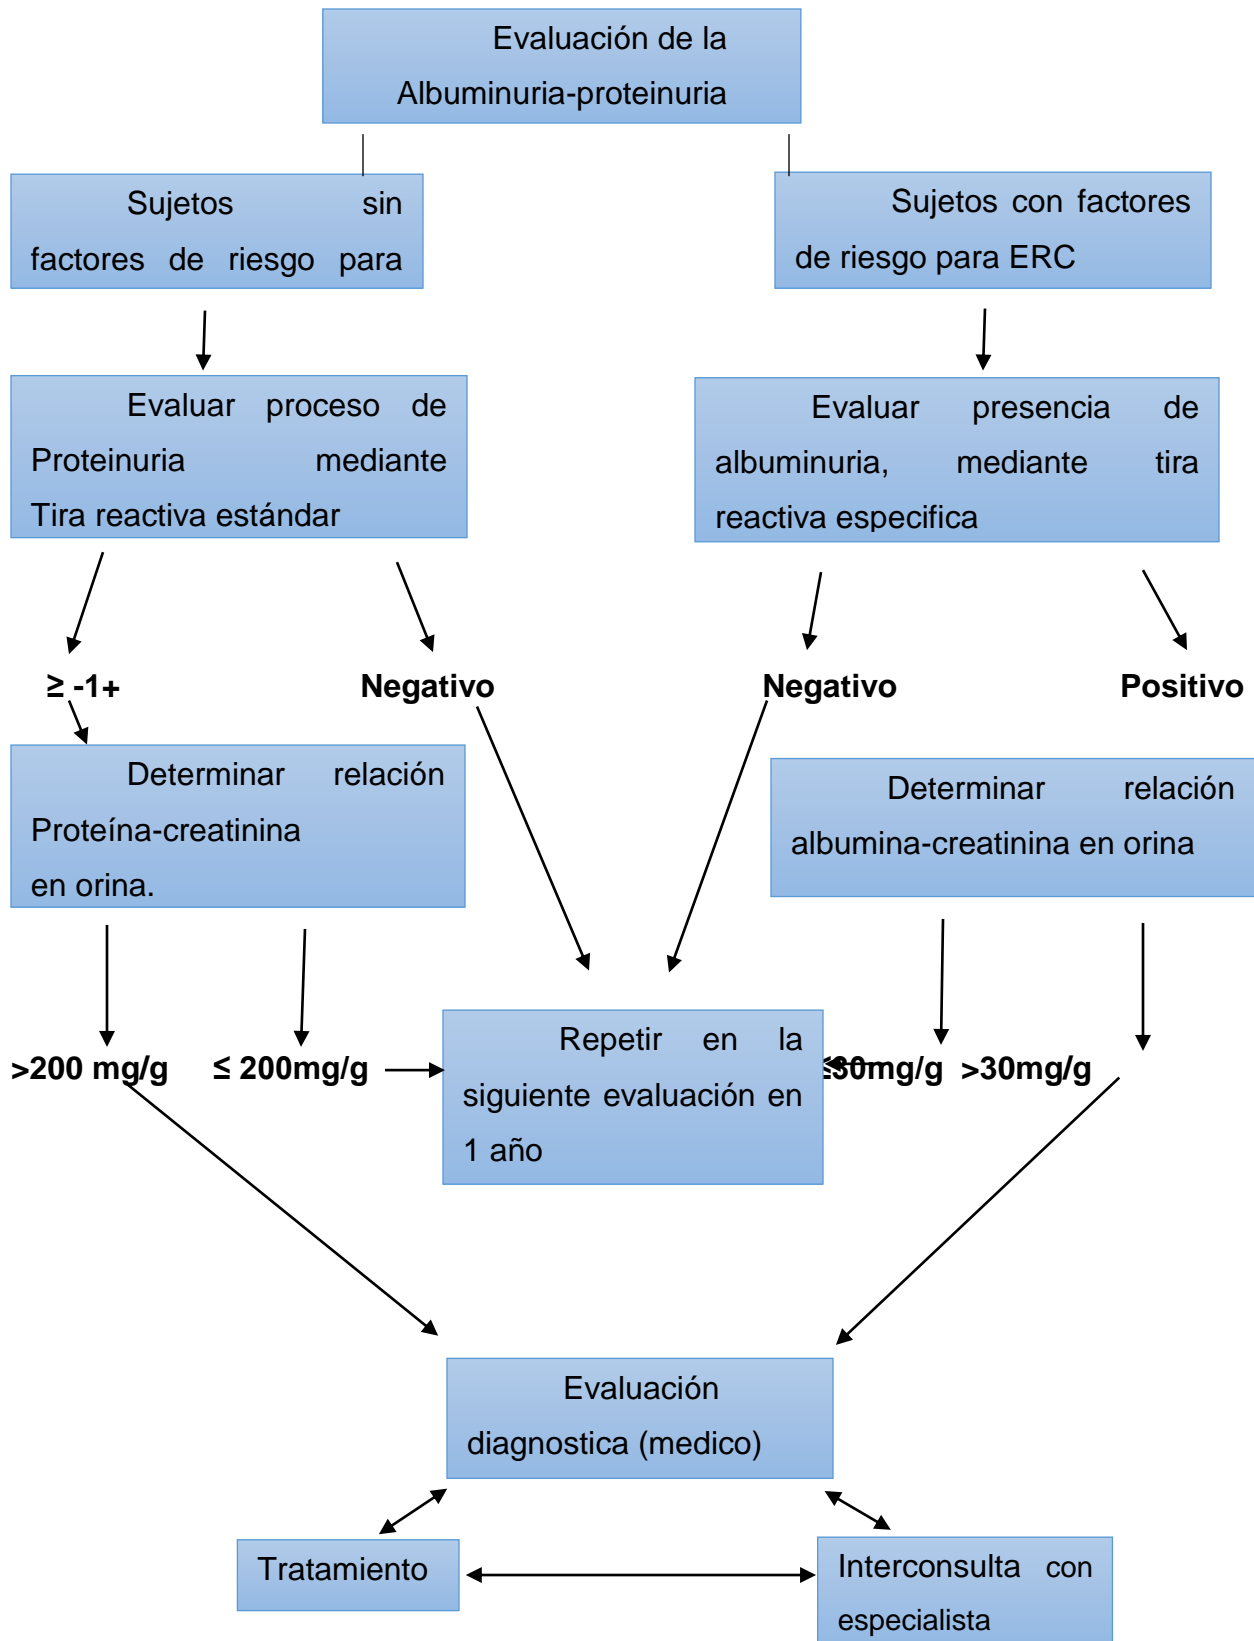 Evaluación de la
Albuminuria-proteinuria
Sujetos sin
factores de riesgo para
Sujetos con factores
de riesgo para ERC
Evaluar proceso de
Proteinuria mediante
Tira reactiva estándar
Evaluar presencia de
albuminuria, mediante tira
reactiva especifica
≥ -1+
Negativo
Negativo
Positivo
Determinar relación
Proteína-creatinina
en orina.
Determinar relación
albumina-creatinina en orina
>200 mg/g
≤ 200mg/g
Repetir en la
siguiente evaluación en
1 año
≤30mg/g
>30mg/g
Evaluación
diagnostica (medico)
Tratamiento
Interconsulta con
especialista